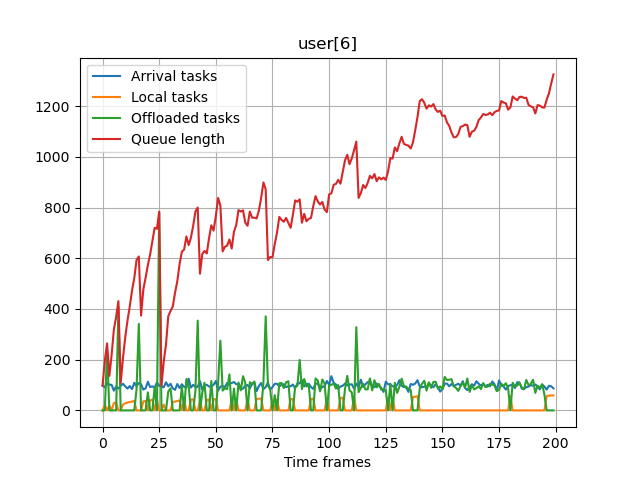 user[6]
Arrival tasks
Local tasks
Offloaded tasks
Queue length
1200
1000
800
600
400
200
0
0 25 50 75 100 125 150 175 200
Time frames